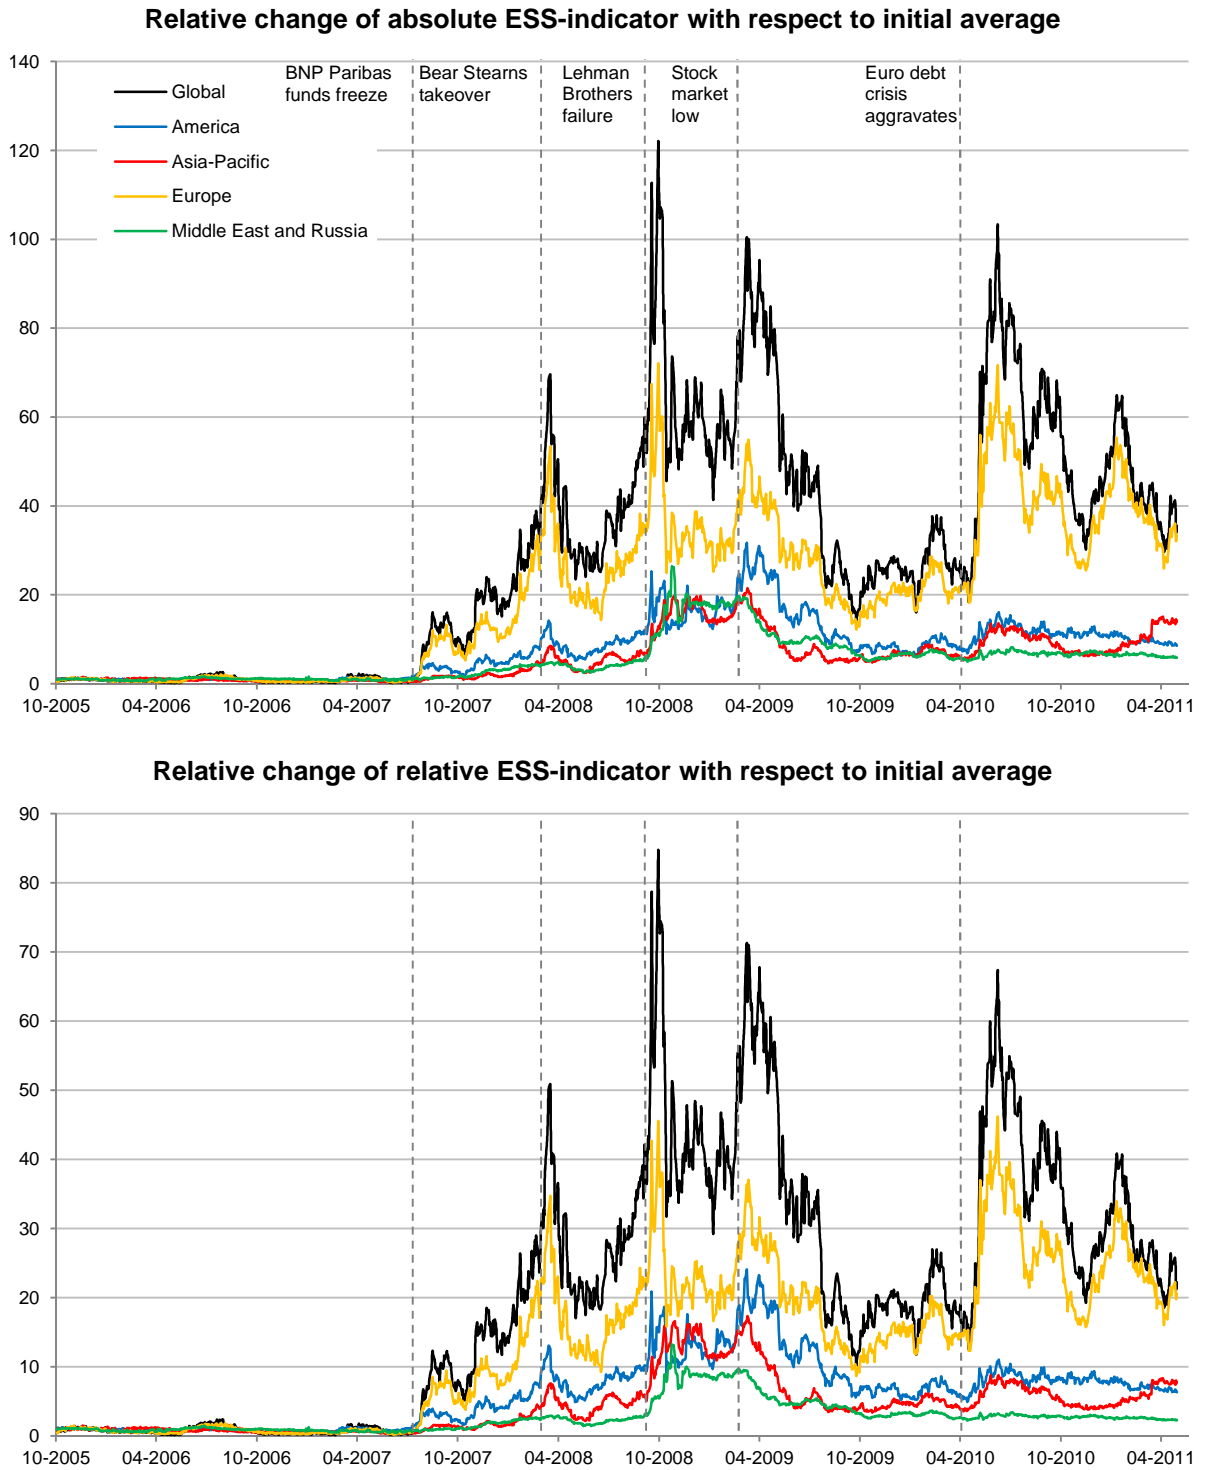 Relative change of absolute ESS-indicator with respect to initial average
140
120
100
80
60
40
20
0
BNP Paribas
funds freeze
Bear Stearns
takeover
Lehman
Brothers
failure
Stock
market
low
Euro debt
crisis
aggravates
Global
America
Asia-Pacific
Europe
Middle East and Russia
10-2005
04-2006
10-2006
04-2007
10-2007
04-2008
10-2008
04-2009
10-2009
04-2010
10-2010
04-2011
Relative change of relative ESS-indicator with respect to initial average
90
80
70
60
50
40
30
20
10
0
10-2005
04-2006
10-2006
04-2007
10-2007
04-2008
10-2008
04-2009
10-2009
04-2010
10-2010
04-2011